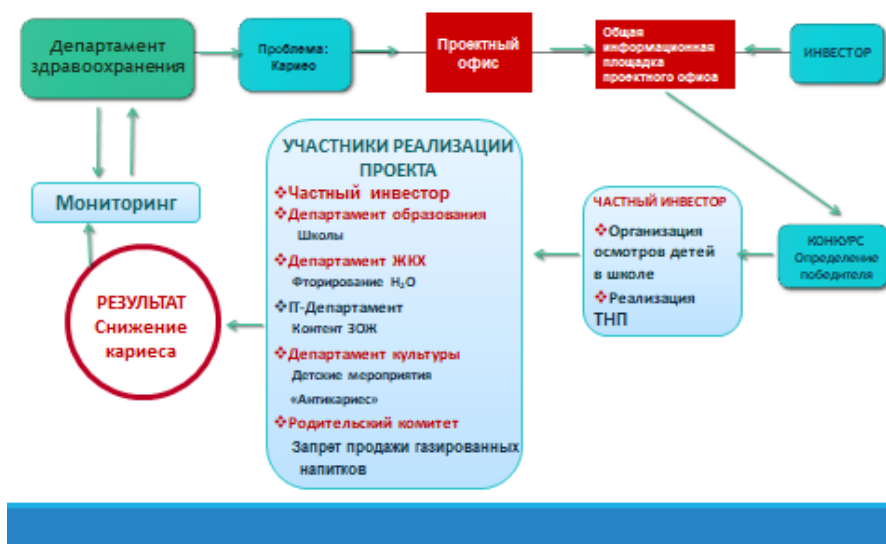 Департамент
здравоохранения
Проблема:
Кариес
Проектный
офис
Общая
информационная
площадка
проектного офиса
ИНВЕСТОР
УЧАСТНИКИ РЕАЛИЗАЦИИ
ПРОЕКТА
❖Частный инвестор
❖Департамент образования
Школы
❖Департамент ЖКХ
Фторирование H₂O
❖IT-Департамент
Контент ЗОЖ
❖Департамент культуры
Детские мероприятия
«Антикариес»
❖Родительский комитет
Запрет продажи газированных
напитков
ЧАСТНЫЙ ИНВЕСТОР
❖Организация
осмотров детей
в школе
❖Реализация
ТНП
КОНКУРС
Определение
победителя
Мониторинг
РЕЗУЛЬТАТ
Снижение
кариеса